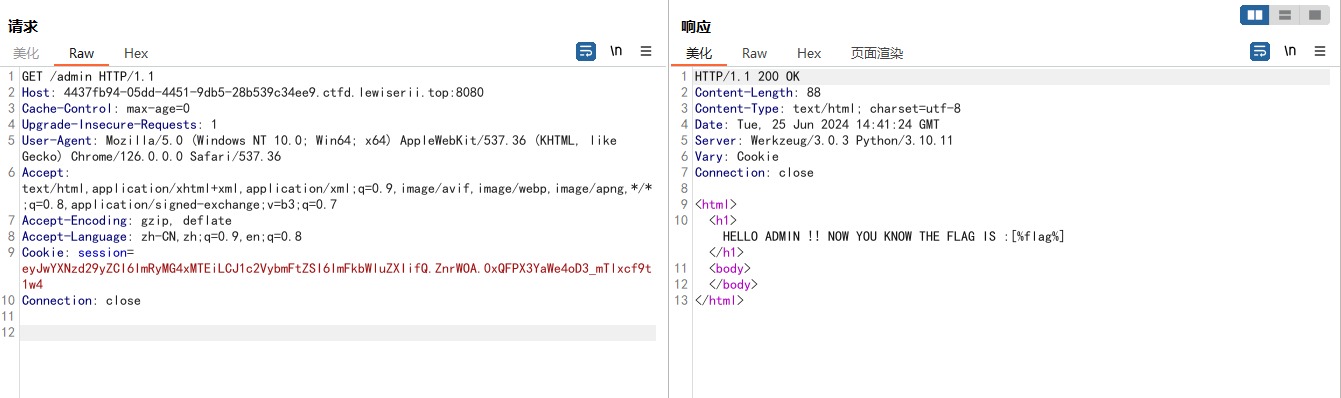 请求
美化 Raw Hex
\n
1 GET /admin HTTP/1.1
2 Host: 4437fb94-05dd-4451-9db5-28b539c34ee9.ctfd.lewiserii.top:8080
3 Cache-Control: max-age=0
4 Upgrade-Insecure-Requests: 1
5 User-Agent: Mozilla/5.0 (Windows NT 10.0; Win64; x64) AppleWebKit/537.36 (KHTML, like
Gecko) Chrome/126.0.0.0 Safari/537.36
6 Accept:
text/html,application/xhtml+xml,application/xml;q=0.9,image/avif,image/webp,image/apng,*/*
;q=0.8,application/signed-exchange;v=b3;q=0.7
7 Accept-Encoding: gzip, deflate
8 Accept-Language: zh-CN,zh;q=0.9,en;q=0.8
9 Cookie: session=
eyJwYXNzd29yZCI6ImRyMG4xMTEiLCJ1c2VybmFtZSI6ImFkbWluZXIifQ.ZnrWOA.OxQFPX3YaWe4oD3_mTlxcf9t
1w4
10 Connection: close
11
12
响应
美化 Raw Hex 页面渲染
\n
1 HTTP/1.1 200 OK
2 Content-Length: 88
3 Content-Type: text/html; charset=utf-8
4 Date: Tue, 25 Jun 2024 14:41:24 GMT
5 Server: Werkzeug/3.0.3 Python/3.10.11
6 Vary: Cookie
7 Connection: close
8
9 <html>
10 <h1>
HELLO ADMIN !! NOW YOU KNOW THE FLAG IS :[%flag%]
</h1>
11 <body>
12 </body>
13 </html>